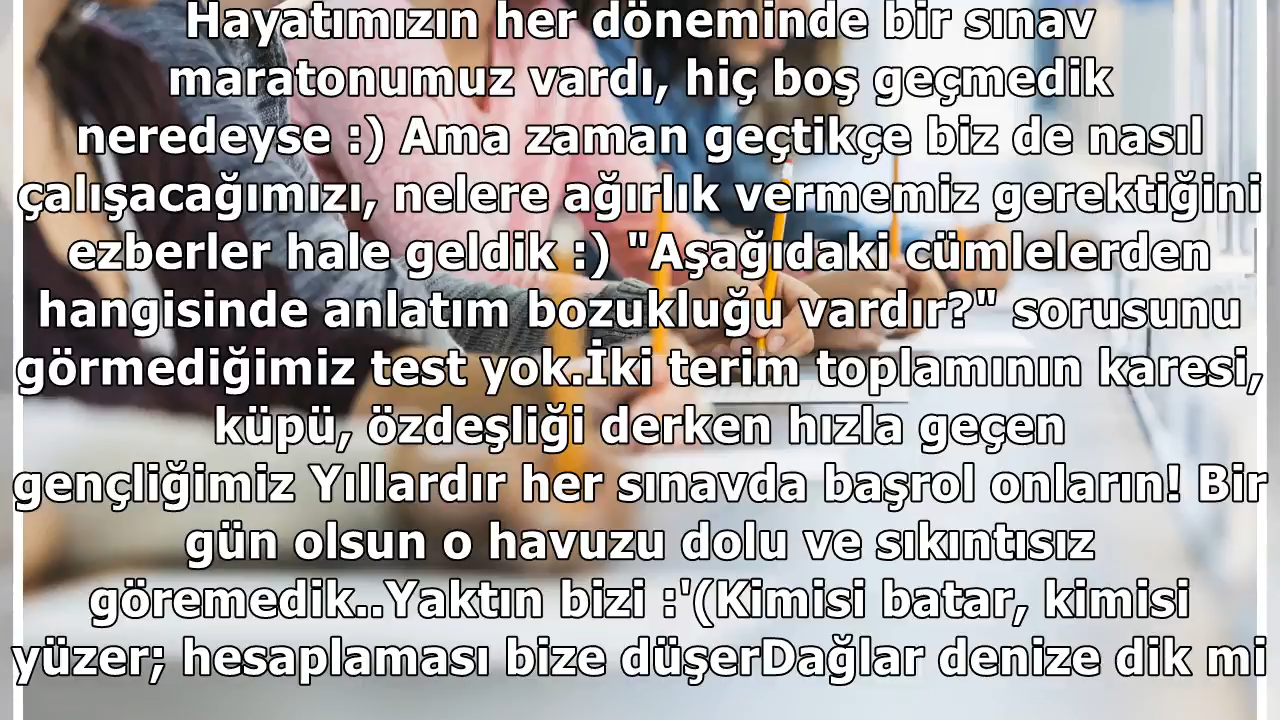 Hayatımızın her döneminde bir sınav
maratonumuz vardı, hiç boş geçmedik
neredeyse :) Ama zaman geçtikçe biz de nasıl
çalışacağımızı, nelere ağırlık vermemiz gerektiğini
ezberler hale geldik :) "Aşağıdaki cümlelerden
hangisinde anlatım bozukluğu vardır?" sorusunu
görmediğimiz test yok.İki terim toplamının karesi,
küpü, özdeşliği derken hızla geçen
gençliğimiz Yıllardır her sınavda başrol onların! Bir
gün olsun o havuzu dolu ve sıkıntısız
göremedik..Yaktın bizi :'(Kimisi batar, kimisi
yüzer; hesaplaması bize düşerDağlar denize dik mi